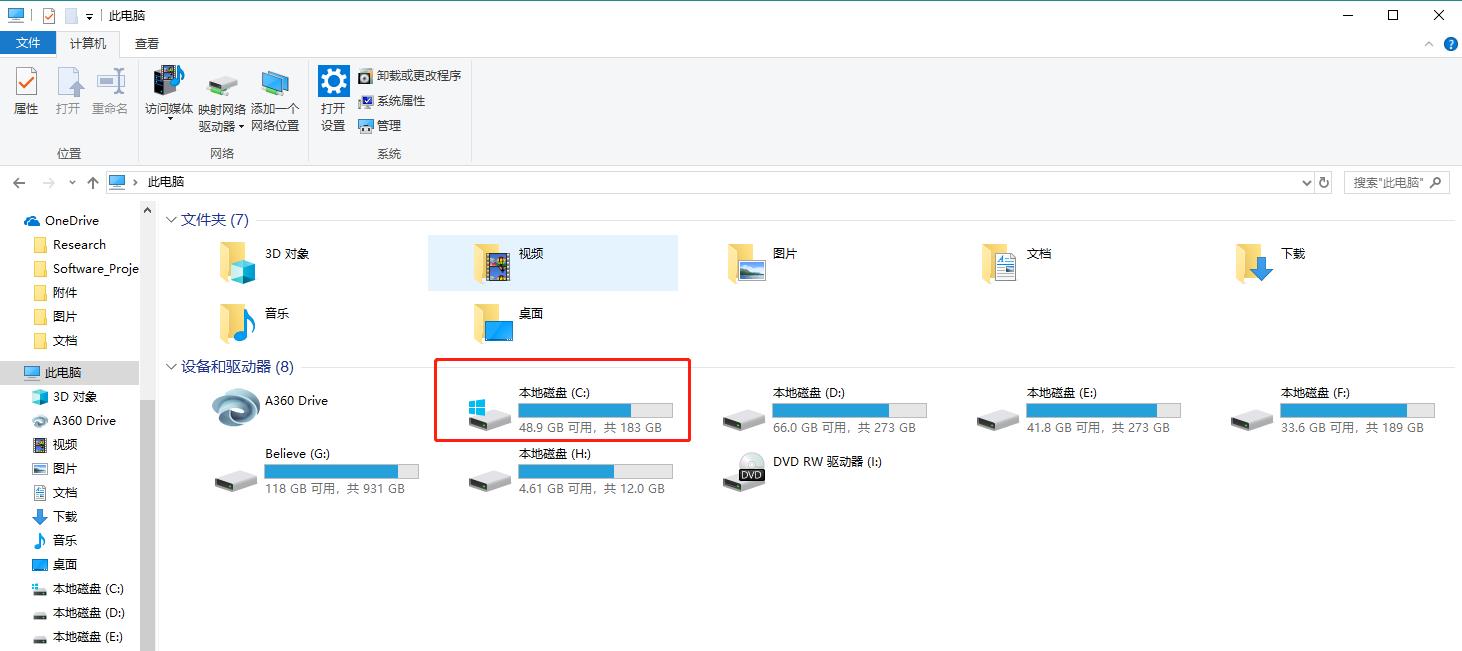 此电脑
文件 计算机 查看
属性 打开 重命名 访问媒体 映射网络驱动器 添加一个网络位置 打开设置 卸载或更改程序
系统属性
管理
位置 网络 系统
此电脑 搜索"此电脑"
OneDrive
Research
Software_Proje
附件
图片
文档
此电脑
3D 对象
A360 Drive
视频
图片
文档
下载
音乐
桌面
本地磁盘 (C:)
本地磁盘 (D:)
本地磁盘 (E:)
文件夹 (7)
3D 对象 视频 图片 文档 下载
音乐 桌面
设备和驱动器 (8)
A360 Drive
本地磁盘 (C:)
48.9 GB 可用，共 183 GB
本地磁盘 (D:)
66.0 GB 可用，共 273 GB
本地磁盘 (E:)
41.8 GB 可用，共 273 GB
本地磁盘 (F:)
33.6 GB 可用，共 189 GB
Believe (G:)
118 GB 可用，共 931 GB
本地磁盘 (H:)
4.61 GB 可用，共 12.0 GB
DVD RW 驱动器 (I:)
DVD